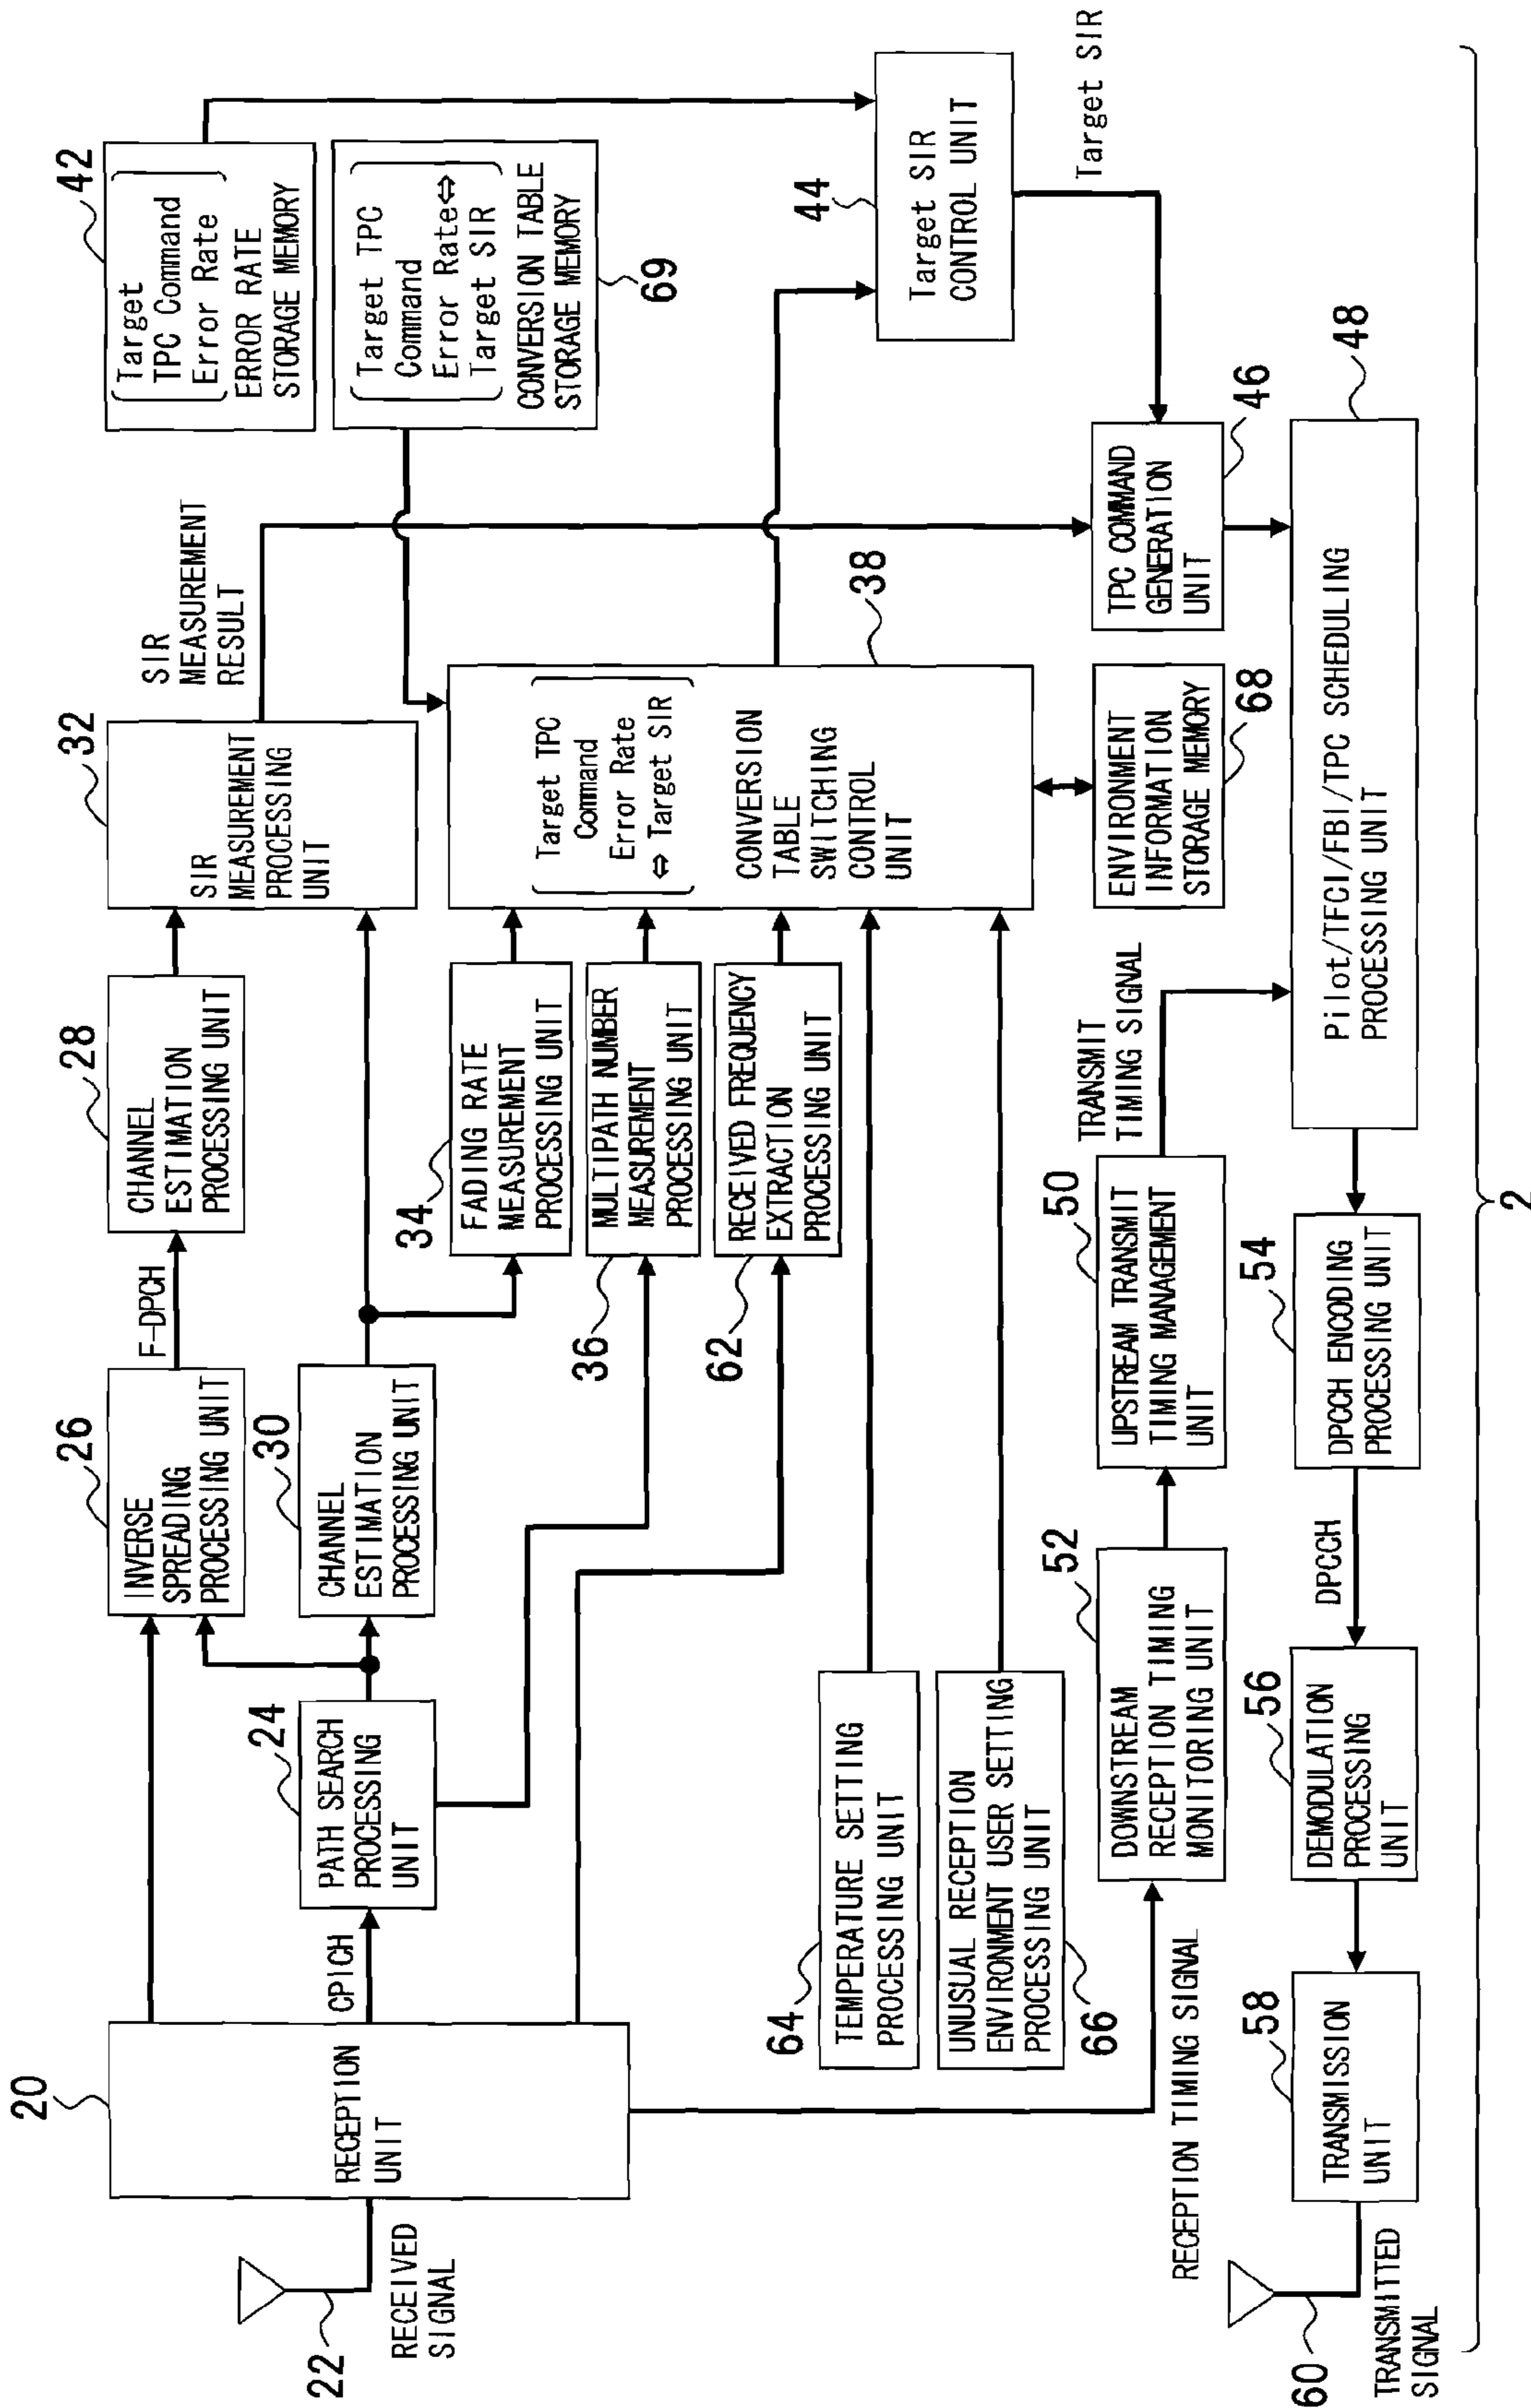 20
RECEPTION
UNIT
22
RECEIVED
SIGNAL
CPICH
24
PATH SEARCH
PROCESSING
UNIT
26
INVERSE
SPREADING
PROCESSING UNIT
F-DPCH
28
CHANNEL
ESTIMATION
PROCESSING UNIT
30
CHANNEL
ESTIMATION
PROCESSING UNIT
32
SIR
MEASUREMENT
PROCESSING
UNIT
SIR
MEASUREMENT
RESULT
42
Target
TPC Command
Error Rate
ERROR RATE
STORAGE MEMORY
Target TPC
Command
Error Rate⇔
Target SIR
CONVERSION TABLE
STORAGE MEMORY
69
34
FADING RATE
MEASUREMENT
PROCESSING UNIT
36
MULTIPATH NUMBER
MEASUREMENT
PROCESSING UNIT
62
RECEIVED FREQUENCY
EXTRACTION
PROCESSING UNIT
Target TPC
Command
Error Rate
⇔ Target SIR
CONVERSION
TABLE
SWITCHING
CONTROL
UNIT
38
44
Target SIR
CONTROL UNIT
Target SIR
64
TEMPERATURE SETTING
PROCESSING UNIT
UNUSUAL RECEPTION
ENVIRONMENT USER SETTING
PROCESSING UNIT
66
ENVIRONMENT
INFORMATION
STORAGE MEMORY
68
TPC COMMAND
GENERATION
UNIT
46
RECEPTION TIMING SIGNAL
52
DOWNSTREAM
RECEPTION TIMING
MONITORING UNIT
50
UPSTREAM TRANSMIT
TIMING MANAGEMENT
UNIT
TRANSMIT
TIMING SIGNAL
48
Pilot/TFCI/FBI/TPC SCHEDULING
PROCESSING UNIT
54
DPCCH ENCODING
PROCESSING UNIT
DPCCH
56
DEMODULATION
PROCESSING
UNIT
58
TRANSMISSION
UNIT
60
TRANSMITTED
SIGNAL
2